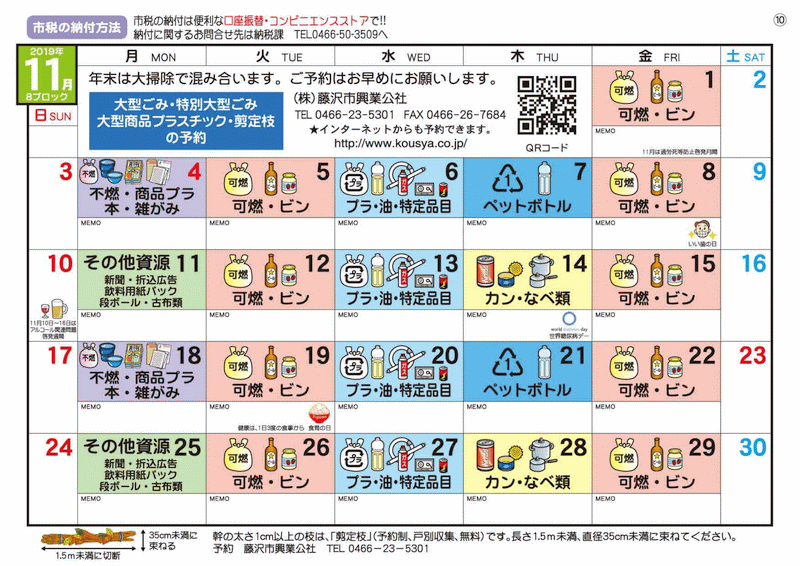 市税の納付方法
市税の納付は便利な口座振替・コンビニエンスストアで!!
納付に関するお問合せ先は納税課 TEL0466-50-3509へ
⑩
2019年
11月
8ブロック
日 SUN
月 MON
火 TUE
水 WED
木 THU
金 FRI
土 SAT
年末は大掃除で混み合います。ご予約はお早めにお願いします。
大型ごみ・特別大型ごみ
大型商品プラスチック・剪定枝
の予約
(株)藤沢市興業公社
TEL 0466-23-5301 FAX 0466-26-7684
★インターネットからも予約できます。
http://www.kousya.co.jp/
QRコード
1
可燃
可燃・ビン
MEMO
11月は過労死等防止啓発月間
2
3
4
不燃
不燃・商品プラ
本・雑がみ
MEMO
5
可燃
可燃・ビン
MEMO
6
プラ
プラ・油・特定品目
MEMO
7
1
ペットボトル
MEMO
8
可燃
可燃・ビン
MEMO
いい歯の日
9
10
11月10日~16日は
アルコール関連問題
啓発週間
その他資源 11
新聞・折込広告
飲料用紙パック
段ボール・古布類
MEMO
12
可燃
可燃・ビン
MEMO
13
プラ
プラ・油・特定品目
MEMO
14
カン・なべ類
MEMO
world diabetes day
世界糖尿病デー
15
可燃
可燃・ビン
MEMO
16
17
18
不燃
不燃・商品プラ
本・雑がみ
MEMO
19
可燃
可燃・ビン
MEMO
健康は、1日3度の食事から 食育の日
20
プラ
プラ・油・特定品目
MEMO
21
1
ペットボトル
MEMO
22
可燃
可燃・ビン
MEMO
23
24
その他資源 25
新聞・折込広告
飲料用紙パック
段ボール・古布類
MEMO
26
可燃
可燃・ビン
MEMO
27
プラ
プラ・油・特定品目
MEMO
28
カン・なべ類
MEMO
29
可燃
可燃・ビン
MEMO
30
35cm未満に
束ねる
1.5m未満に切断
幹の太さ1cm以上の枝は、「剪定枝」(予約制、戸別収集、無料)です。長さ1.5m未満、直径35cm未満に束ねてください。
予約 藤沢市興業公社 TEL 0466-23-5301